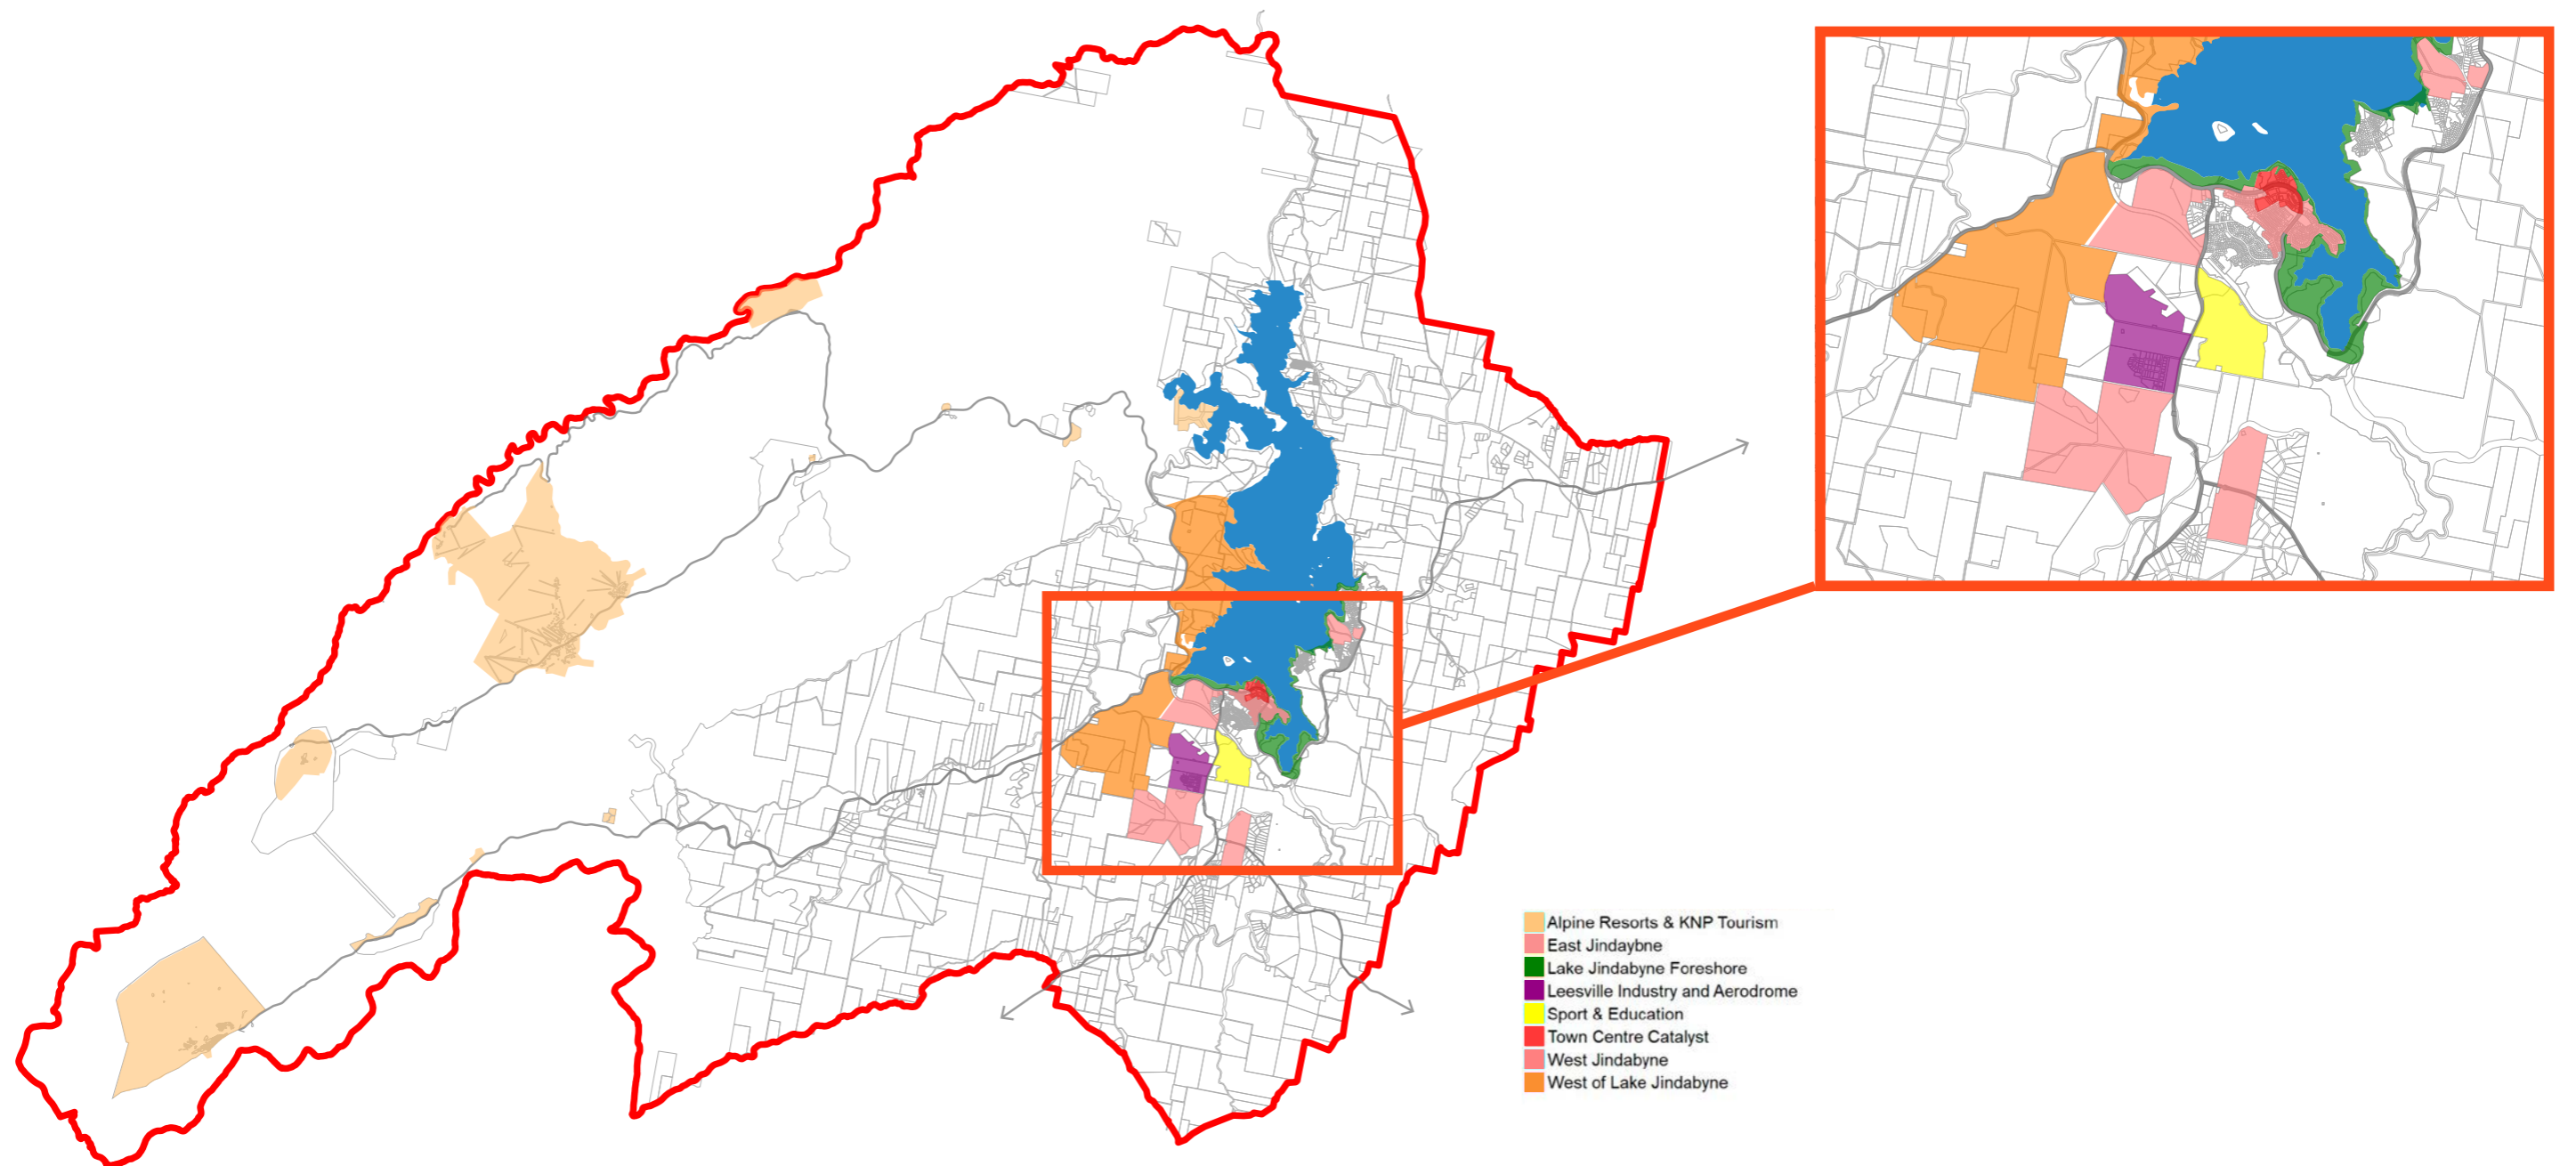 Alpine Resorts & KNP Tourism
East Jindaybne
Lake Jindabyne Foreshore
Leesville Industry and Aerodrome
Sport & Education
Town Centre Catalyst
West Jindabyne
West of Lake Jindabyne